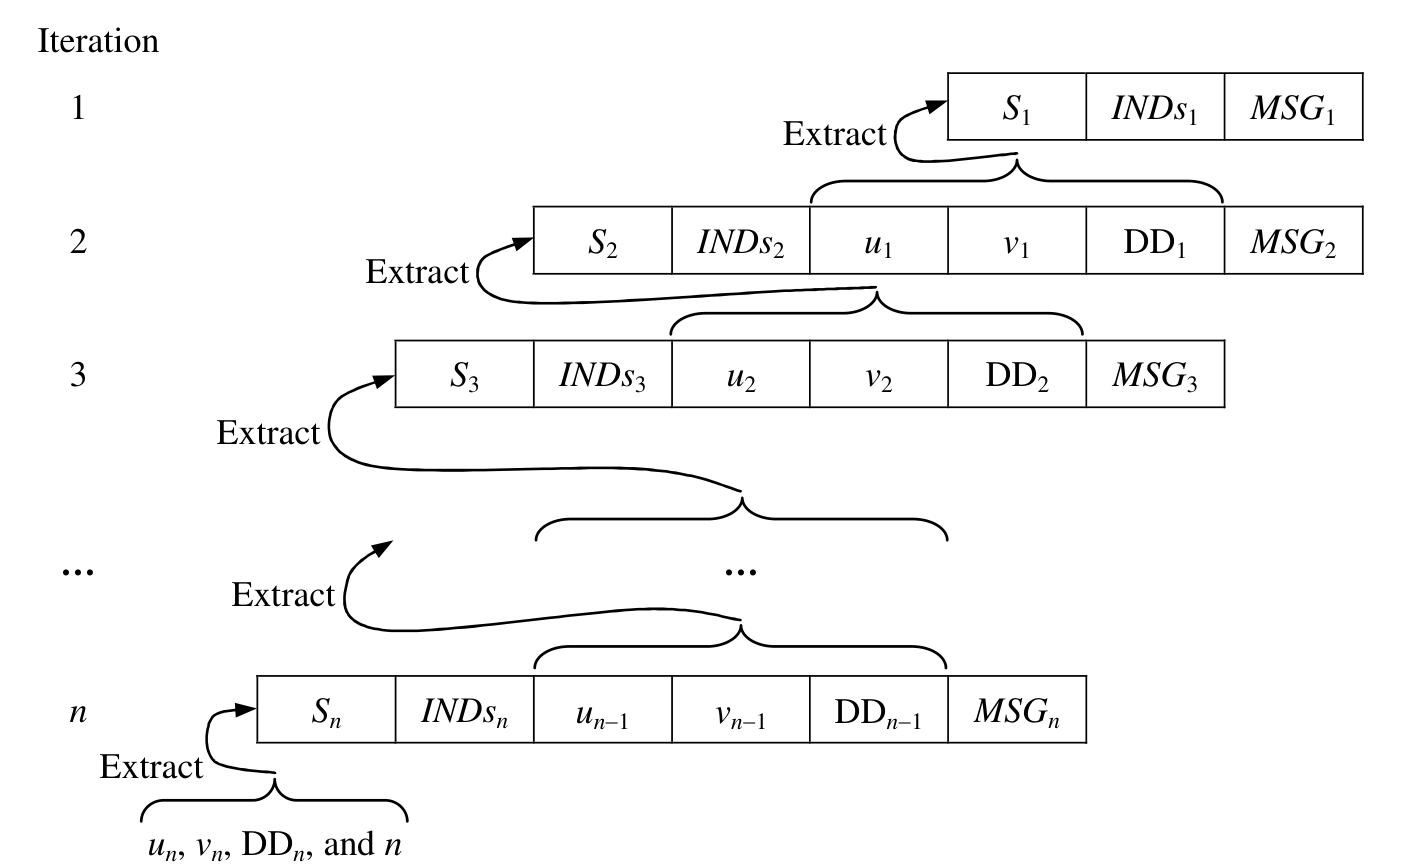 Iteration
1 S₁ INDs₁ MSG₁
Extract
2 S₂ INDs₂ u₁ v₁ DD₁ MSG₂
Extract
3 S₃ INDs₃ u₂ v₂ DD₂ MSG₃
Extract
... ...
Extract
n Sₙ INDsₙ uₙ₋₁ vₙ₋₁ DDₙ₋₁ MSGₙ
Extract
uₙ, vₙ, DDₙ, and n